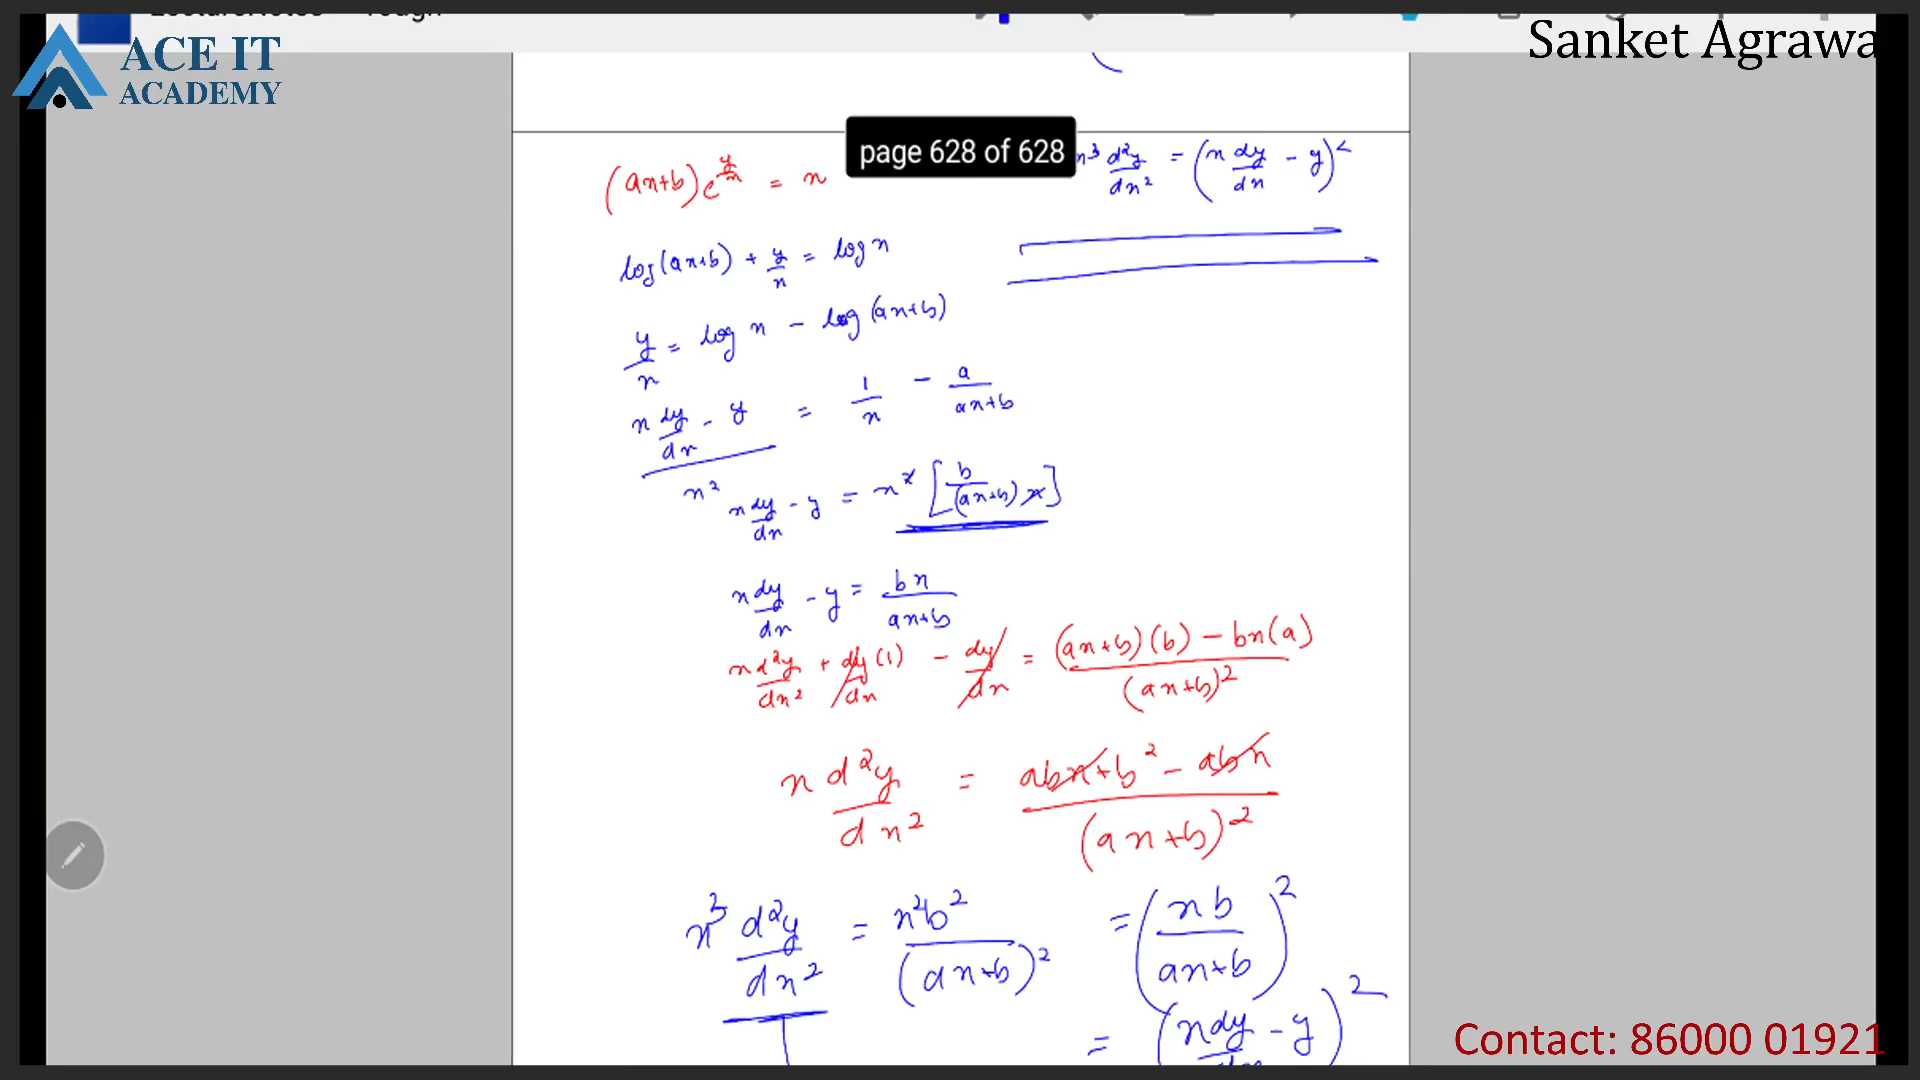 ACE IT
ACADEMY
Sanket Agrawa
page 628 of 628
(ax+b) e^(y/x) = x
x³ d²y/dx² = (x dy/dx - y)²
log(ax+b) + y/x = log x
y/x = log x - log(ax+b)
(x dy/dx - y)/x² = 1/x - a/(ax+b)
x dy/dx - y = x² [b/((ax+b) x)]
x dy/dx - y = bx/(ax+b)
x d²y/dx² + dy/dx (1) - dy/dx = ((ax+b)(b) - bx(a))/(ax+b)²
x d²y/dx² = (abx + b² - abx)/(ax+b)²
x³ d²y/dx² = x²b²/(ax+b)² = (xb/(ax+b))²
= (x dy/dx - y)²
Contact: 86000 01921